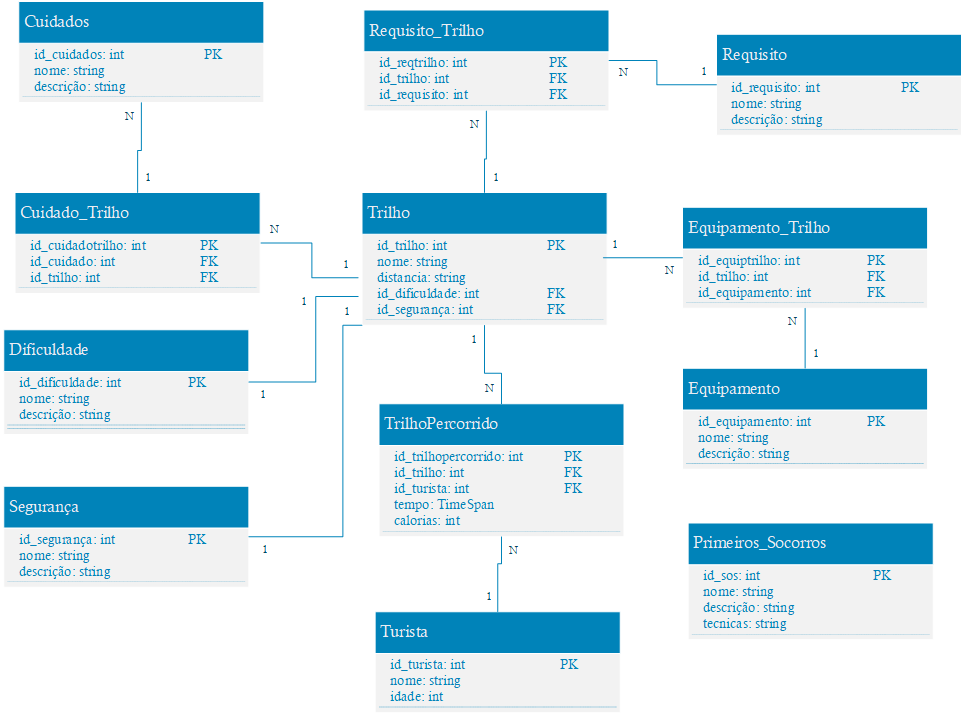 Cuidados
id_cuidados: int PK
nome: string
descrição: string
N
1
Requisito_Trilho
id_reqtrilho: int PK
id_trilho: int FK
id_requisito: int FK
N
1
Requisito
id_requisito: int PK
nome: string
descrição: string
N
1
Cuidado_Trilho
id_cuidadotrilho: int PK
id_cuidado: int FK
id_trilho: int FK
N
1
Trilho
id_trilho: int PK
nome: string
distancia: string
id_dificuldade: int FK
id_segurança: int FK
1
N
Equipamento_Trilho
id_equiptrilho: int PK
id_trilho: int FK
id_equipamento: int FK
N
1
1
1
Dificuldade
id_dificuldade: int PK
nome: string
descrição: string
1
1
N
Equipamento
id_equipamento: int PK
nome: string
descrição: string
TrilhoPercorrido
id_trilhopercorrido: int PK
id_trilho: int FK
id_turista: int FK
tempo: TimeSpan
calorias: int
Segurança
id_segurança: int PK
nome: string
descrição: string
1
N
1
Primeiros_Socorros
id_sos: int PK
nome: string
descrição: string
tecnicas: string
Turista
id_turista: int PK
nome: string
idade: int